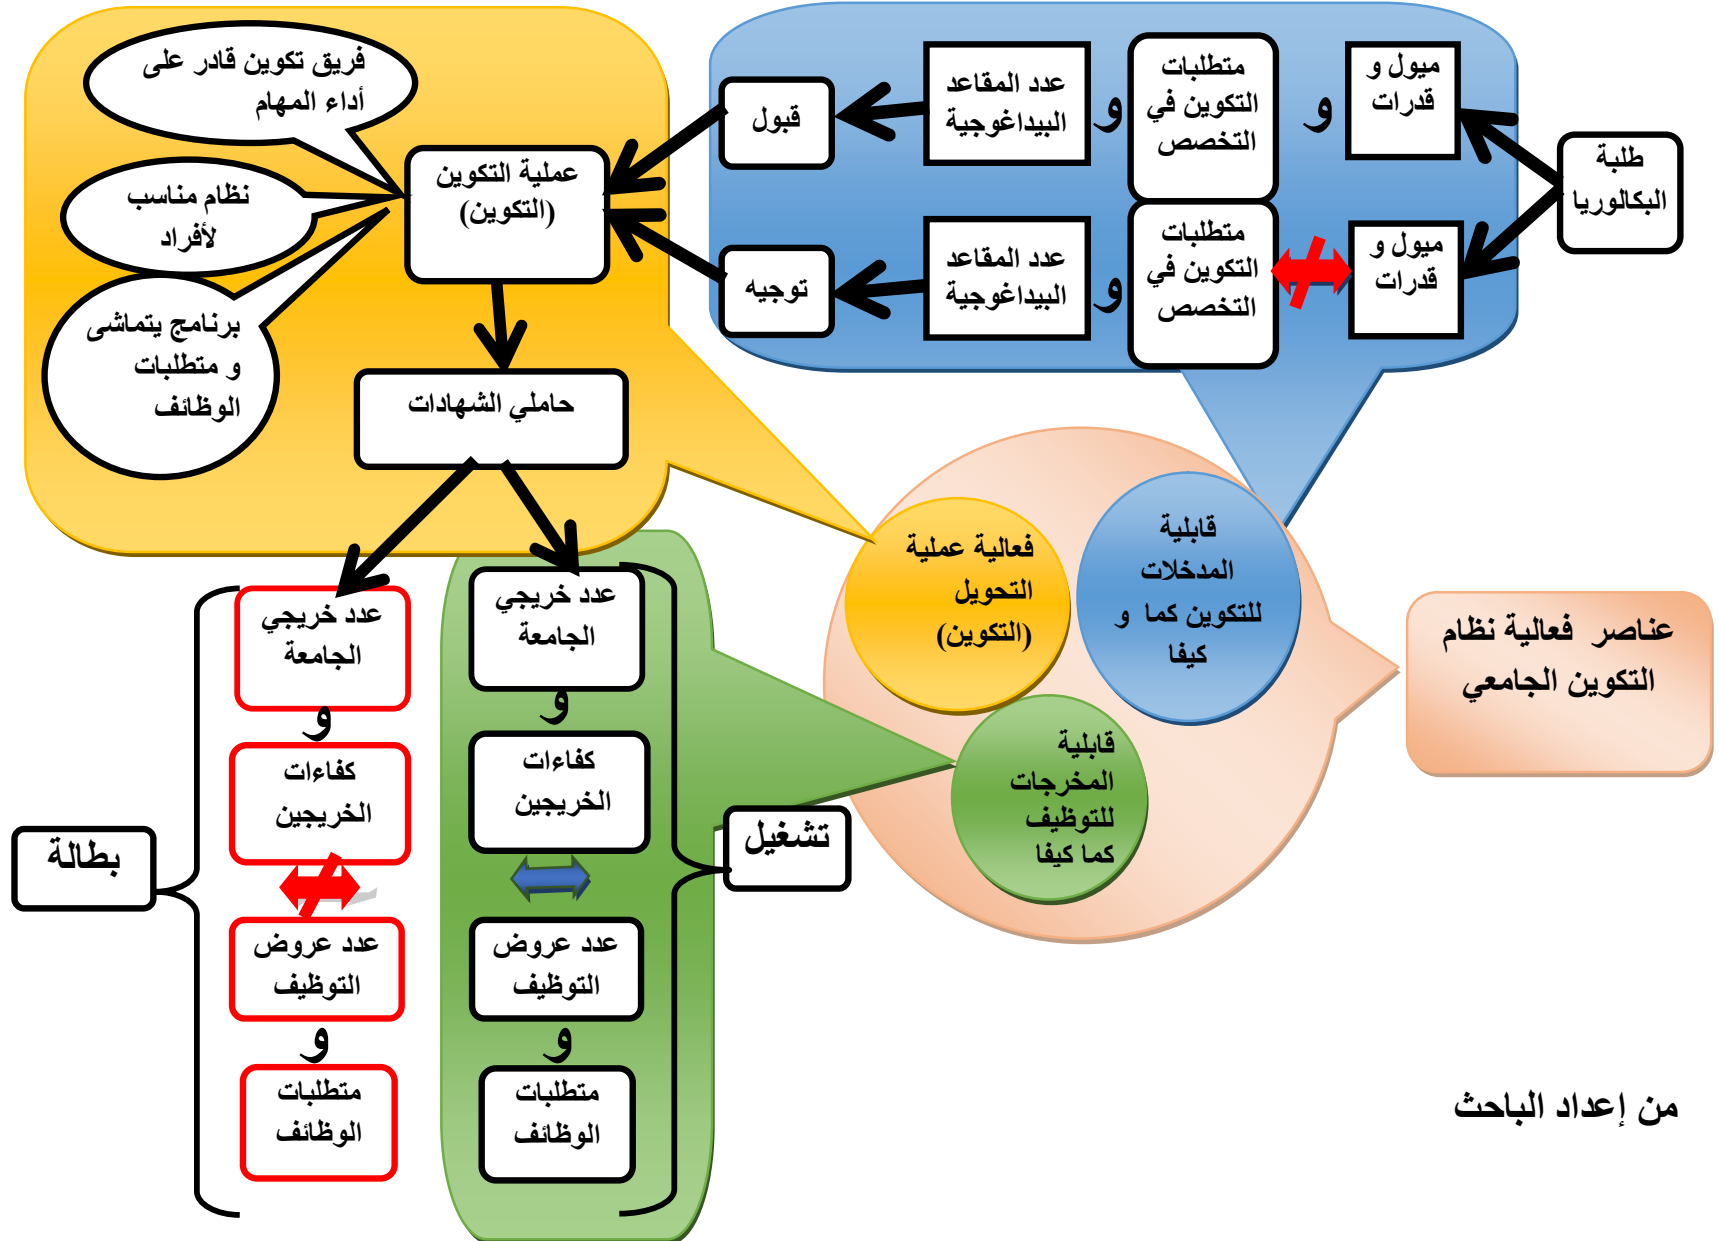 طلبة
البكالوريا
ميول و
قدرات
و
متطلبات
التكوين في
التخصص
و
عدد المقاعد
البيداغوجية
قبول
ميول و
قدرات
متطلبات
التكوين في
التخصص
و
عدد المقاعد
البيداغوجية
توجيه
فريق تكوين قادر على
أداء المهام
نظام مناسب
لأفراد
برنامج يتماشى
و متطلبات
الوظائف
عملية التكوين
(التكوين)
حاملي الشهادات
قابلية
المدخلات
للتكوين كما و
كيفا
فعالية عملية
التحويل
(التكوين)
قابلية
المخرجات
للتوظيف
كما كيفا
عناصر فعالية نظام
التكوين الجامعي
تشغيل
عدد خريجي
الجامعة
و
كفاءات
الخريجين
عدد عروض
التوظيف
و
متطلبات
الوظائف
عدد خريجي
الجامعة
و
كفاءات
الخريجين
عدد عروض
التوظيف
و
متطلبات
الوظائف
بطالة
من إعداد الباحث